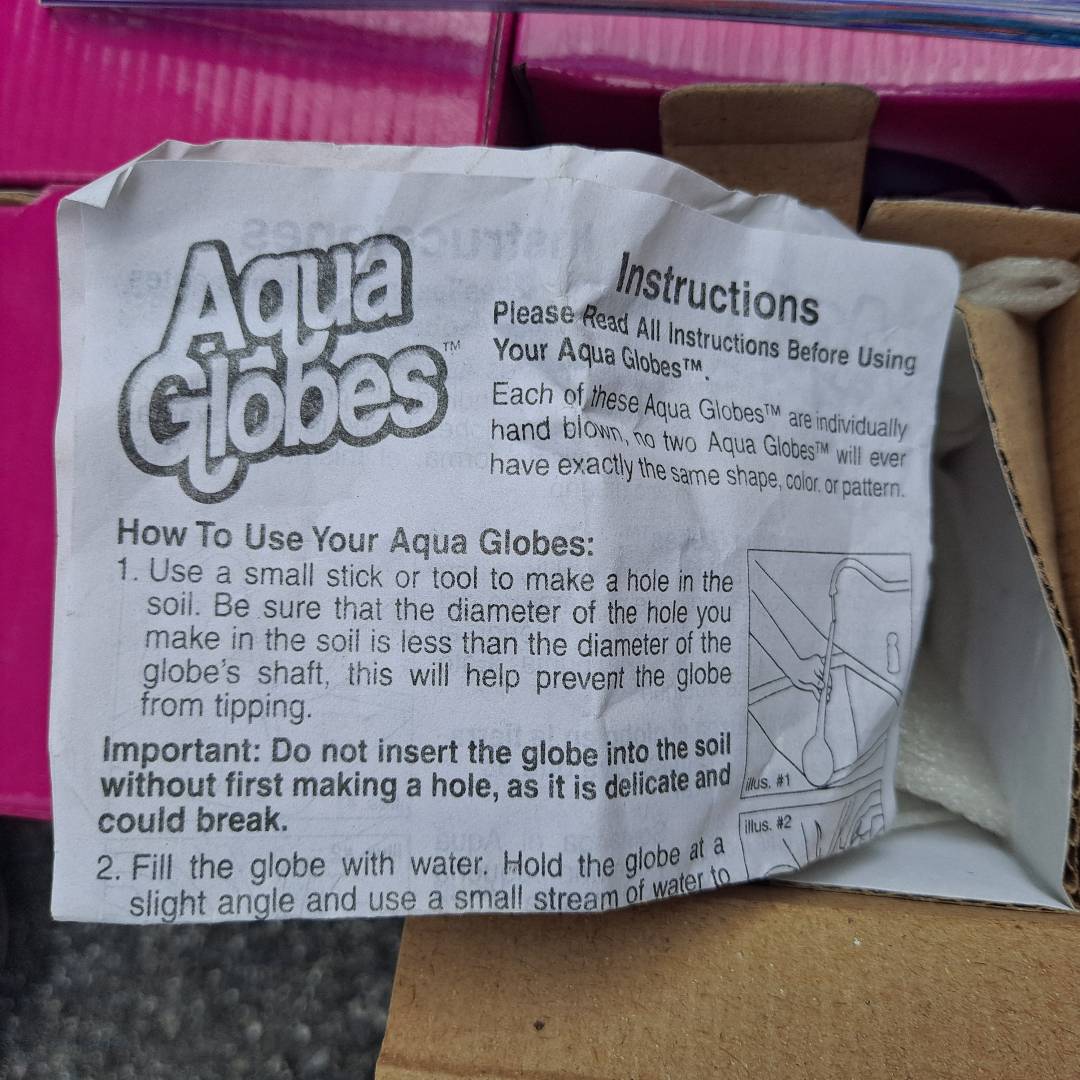 Aqua
Globes™
Instructions
Please Read All Instructions Before Using
Your Aqua Globes™.
Each of these Aqua Globes™ are individually
hand blown, no two Aqua Globes™ will ever
have exactly the same shape, color, or pattern.
How To Use Your Aqua Globes:
1. Use a small stick or tool to make a hole in the
soil. Be sure that the diameter of the hole you
make in the soil is less than the diameter of the
globe's shaft, this will help prevent the globe
from tipping.
Important: Do not insert the globe into the soil
without first making a hole, as it is delicate and
could break.
illus. #1
illus. #2
2. Fill the globe with water. Hold the globe at a
slight angle and use a small stream of water to